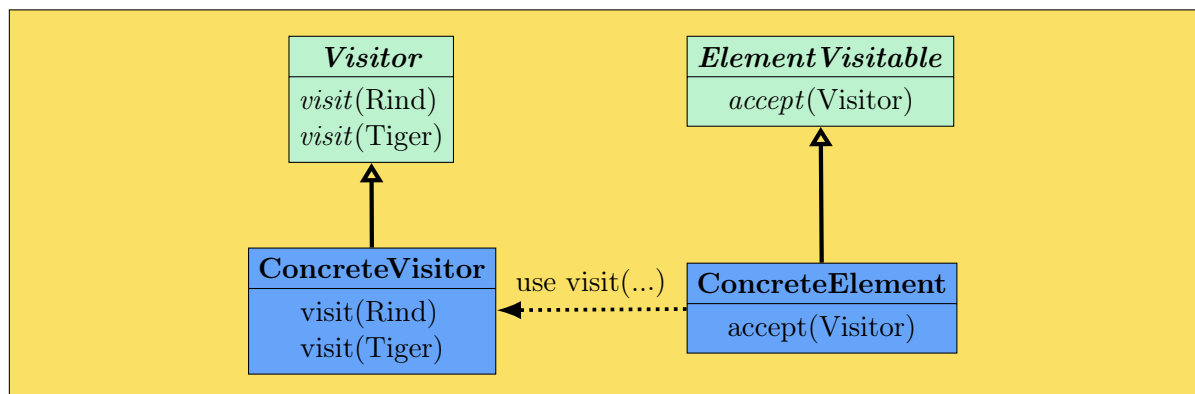 Visitor
visit(Rind)
visit(Tiger)
ElementVisitable
accept(Visitor)
ConcreteVisitor
visit(Rind)
visit(Tiger)
use visit(...)
ConcreteElement
accept(Visitor)